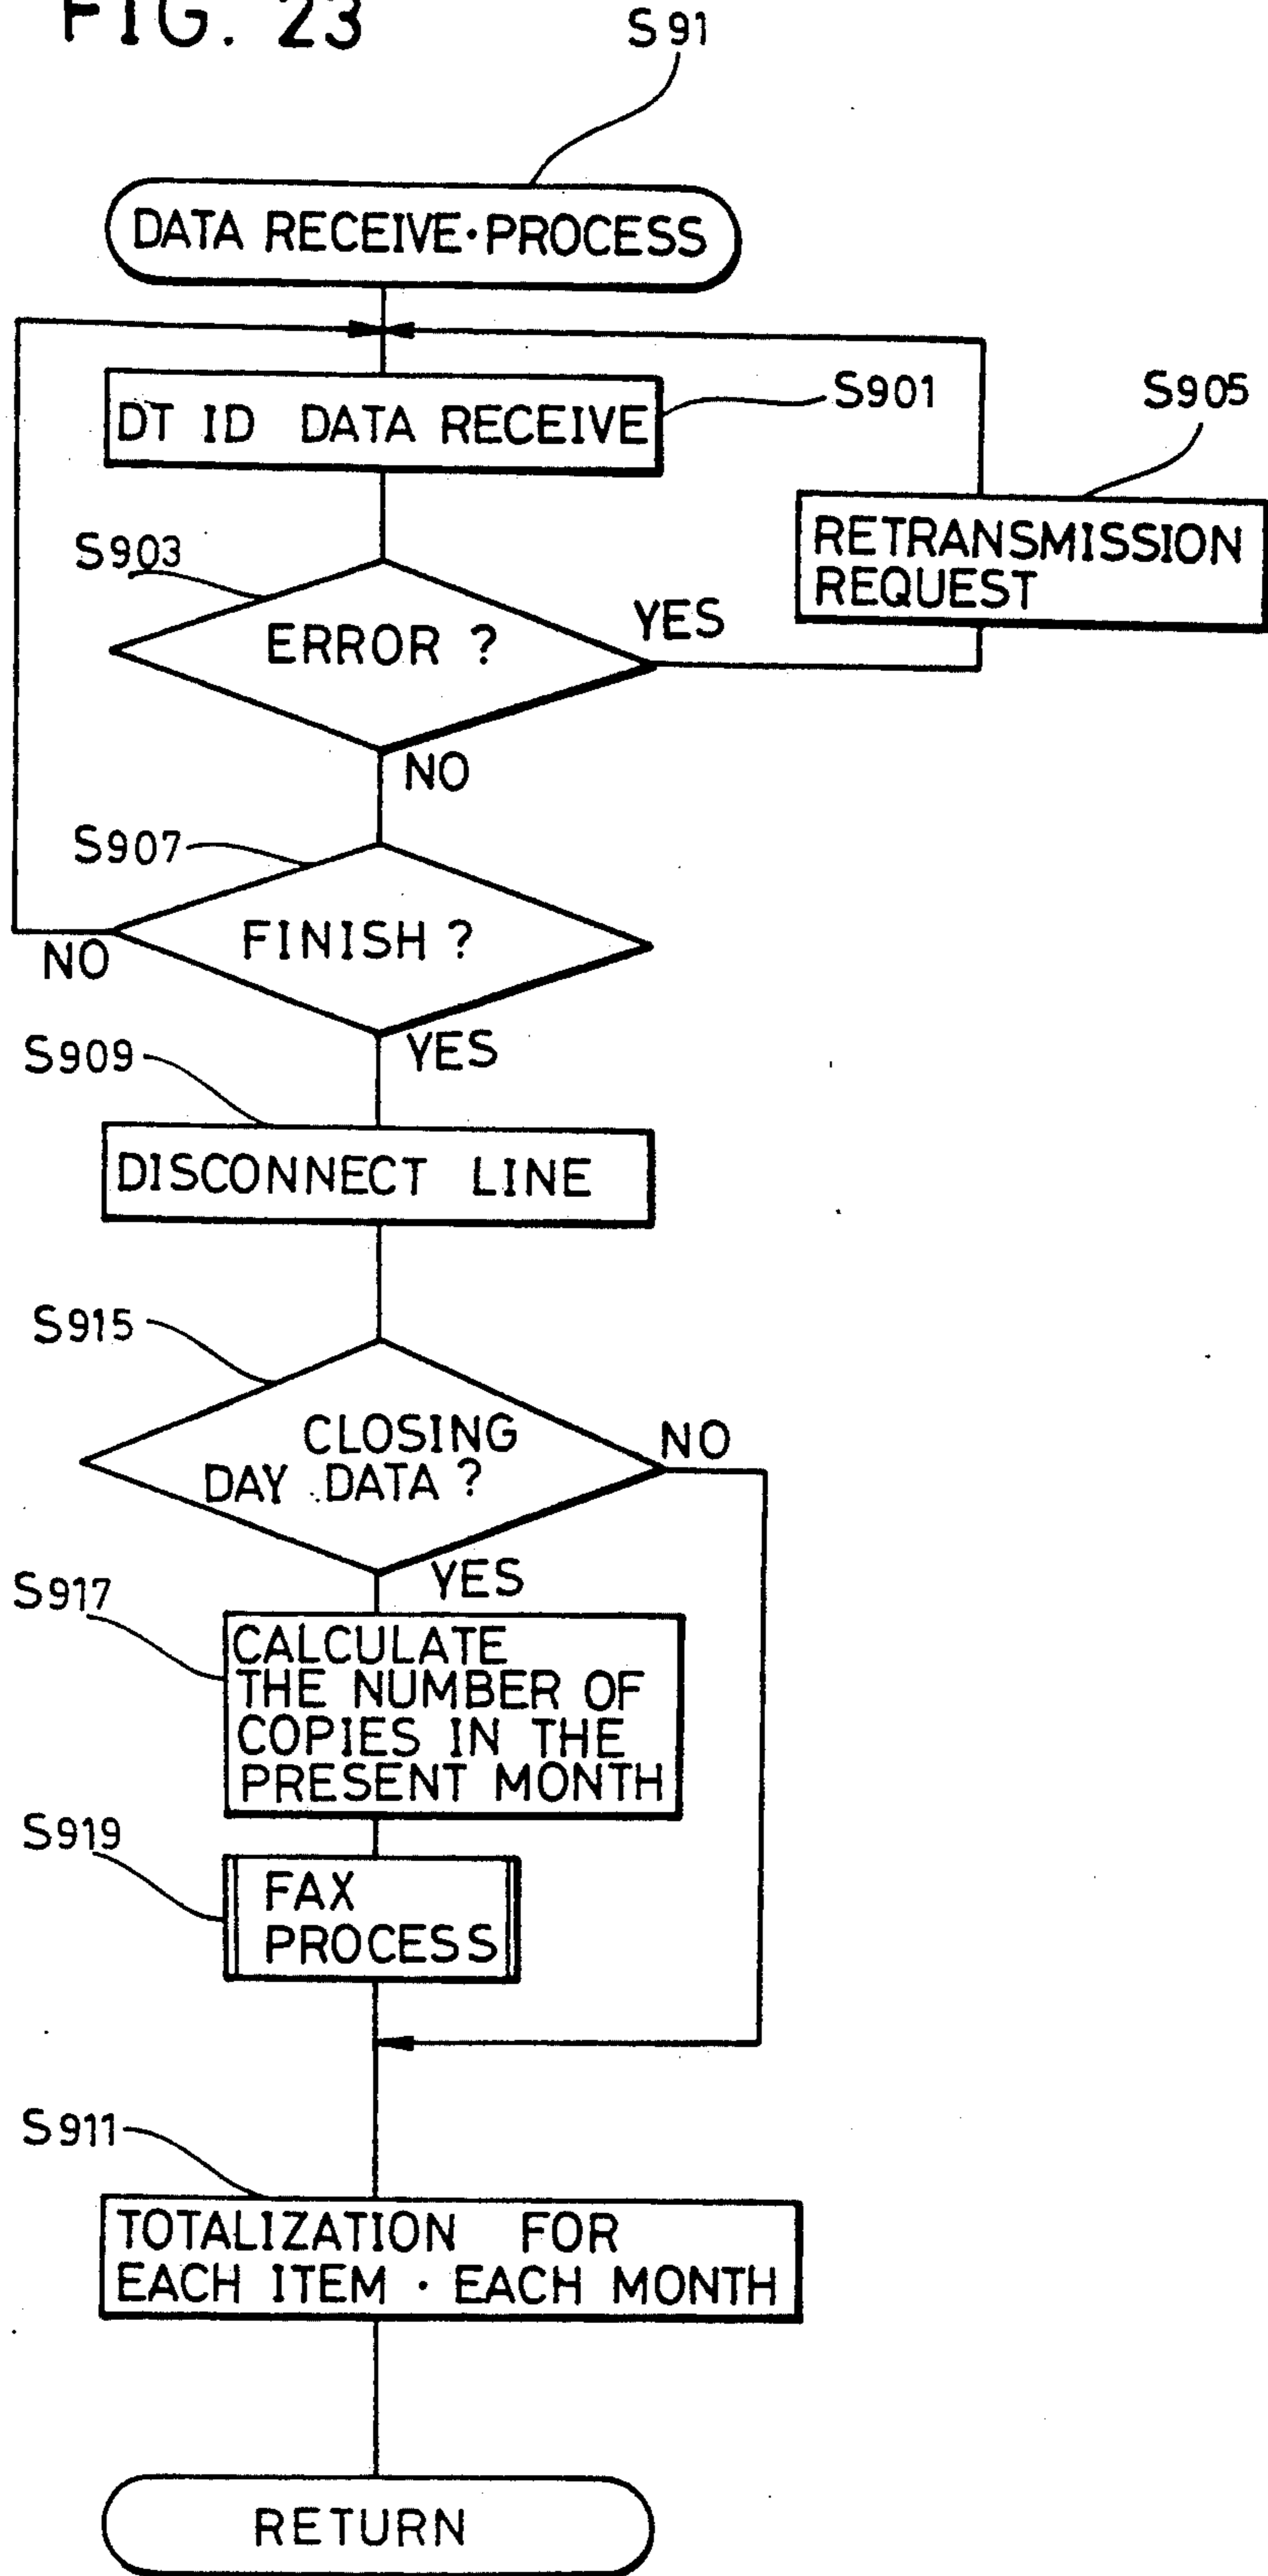 FIG. 23
S91
DATA RECEIVE·PROCESS
DT ID DATA RECEIVE
S901
S905
RETRANSMISSION
REQUEST
S903
ERROR ?
YES
NO
S907
FINISH ?
NO
YES
S909
DISCONNECT LINE
S915
CLOSING
DAY DATA ?
NO
YES
S917
CALCULATE
THE NUMBER OF
COPIES IN THE
PRESENT MONTH
S919
FAX
PROCESS
S911
TOTALIZATION FOR
EACH ITEM · EACH MONTH
RETURN